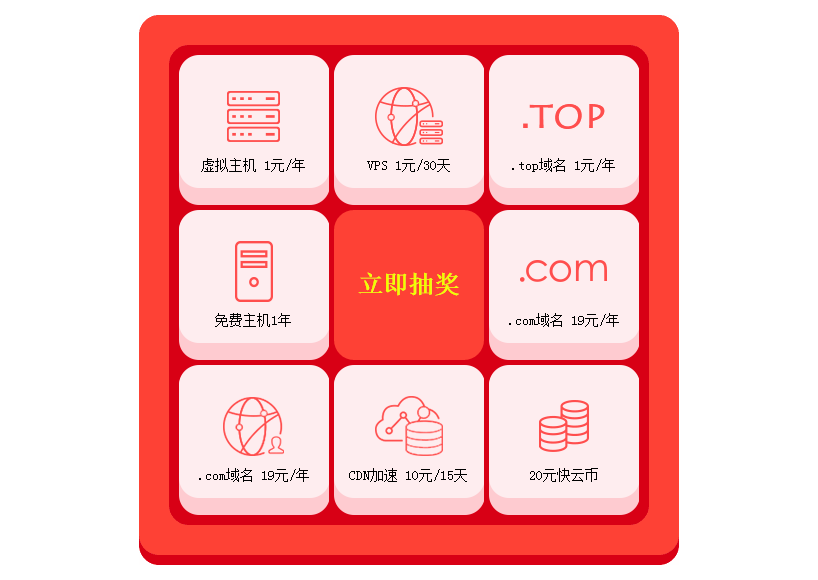 虚拟主机 1元/年
VPS 1元/30天
.TOP
.top域名 1元/年
免费主机1年
立即抽奖
.com
.com域名 19元/年
.com域名 19元/年
CDN加速 10元/15天
20元快云币